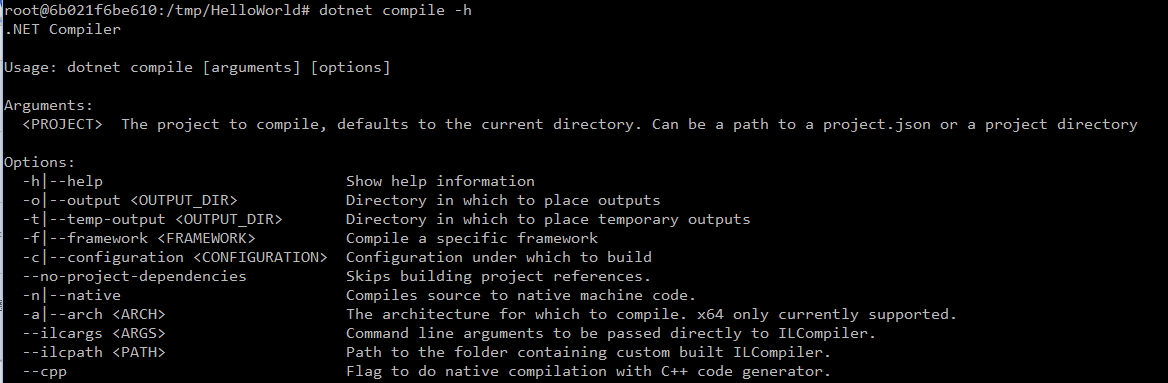 root@6b021f6be610:/tmp/HelloWorld# dotnet compile -h
.NET Compiler
Usage: dotnet compile [arguments] [options]
Arguments:
<PROJECT>  The project to compile, defaults to the current directory. Can be a path to a project.json or a project directory
Options:
-h|--help                           Show help information
-o|--output <OUTPUT_DIR>            Directory in which to place outputs
-t|--temp-output <OUTPUT_DIR>       Directory in which to place temporary outputs
-f|--framework <FRAMEWORK>          Compile a specific framework
-c|--configuration <CONFIGURATION>  Configuration under which to build
--no-project-dependencies           Skips building project references.
-n|--native                         Compiles source to native machine code.
-a|--arch <ARCH>                    The architecture for which to compile. x64 only currently supported.
--ilcargs <ARGS>                    Command line arguments to be passed directly to ILCompiler.
--ilcpath <PATH>                    Path to the folder containing custom built ILCompiler.
--cpp                               Flag to do native compilation with C++ code generator.